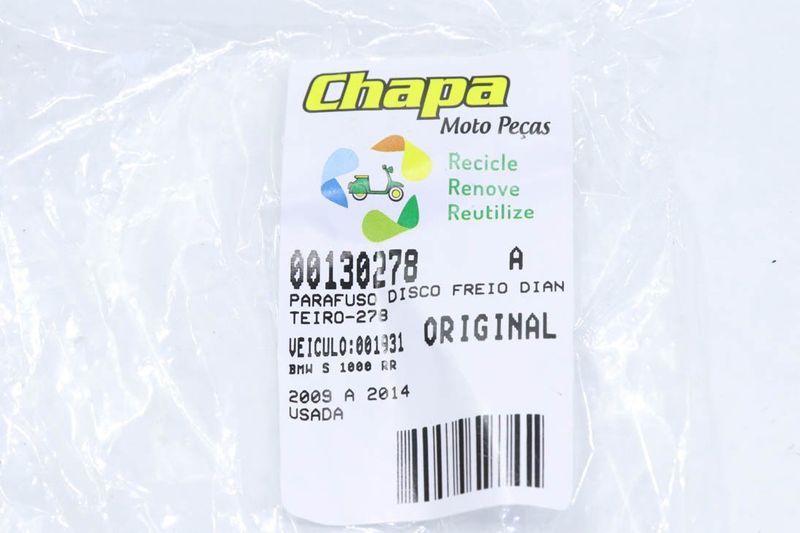 Chapa
Moto Peças
Recicle
Renove
Reutilize
00130278 A
PARAFUSO DISCO FREIO DIAN
TEIRO-278
ORIGINAL
VEICULO:001931
BMW S 1000 RR
2009 A 2014
USADA